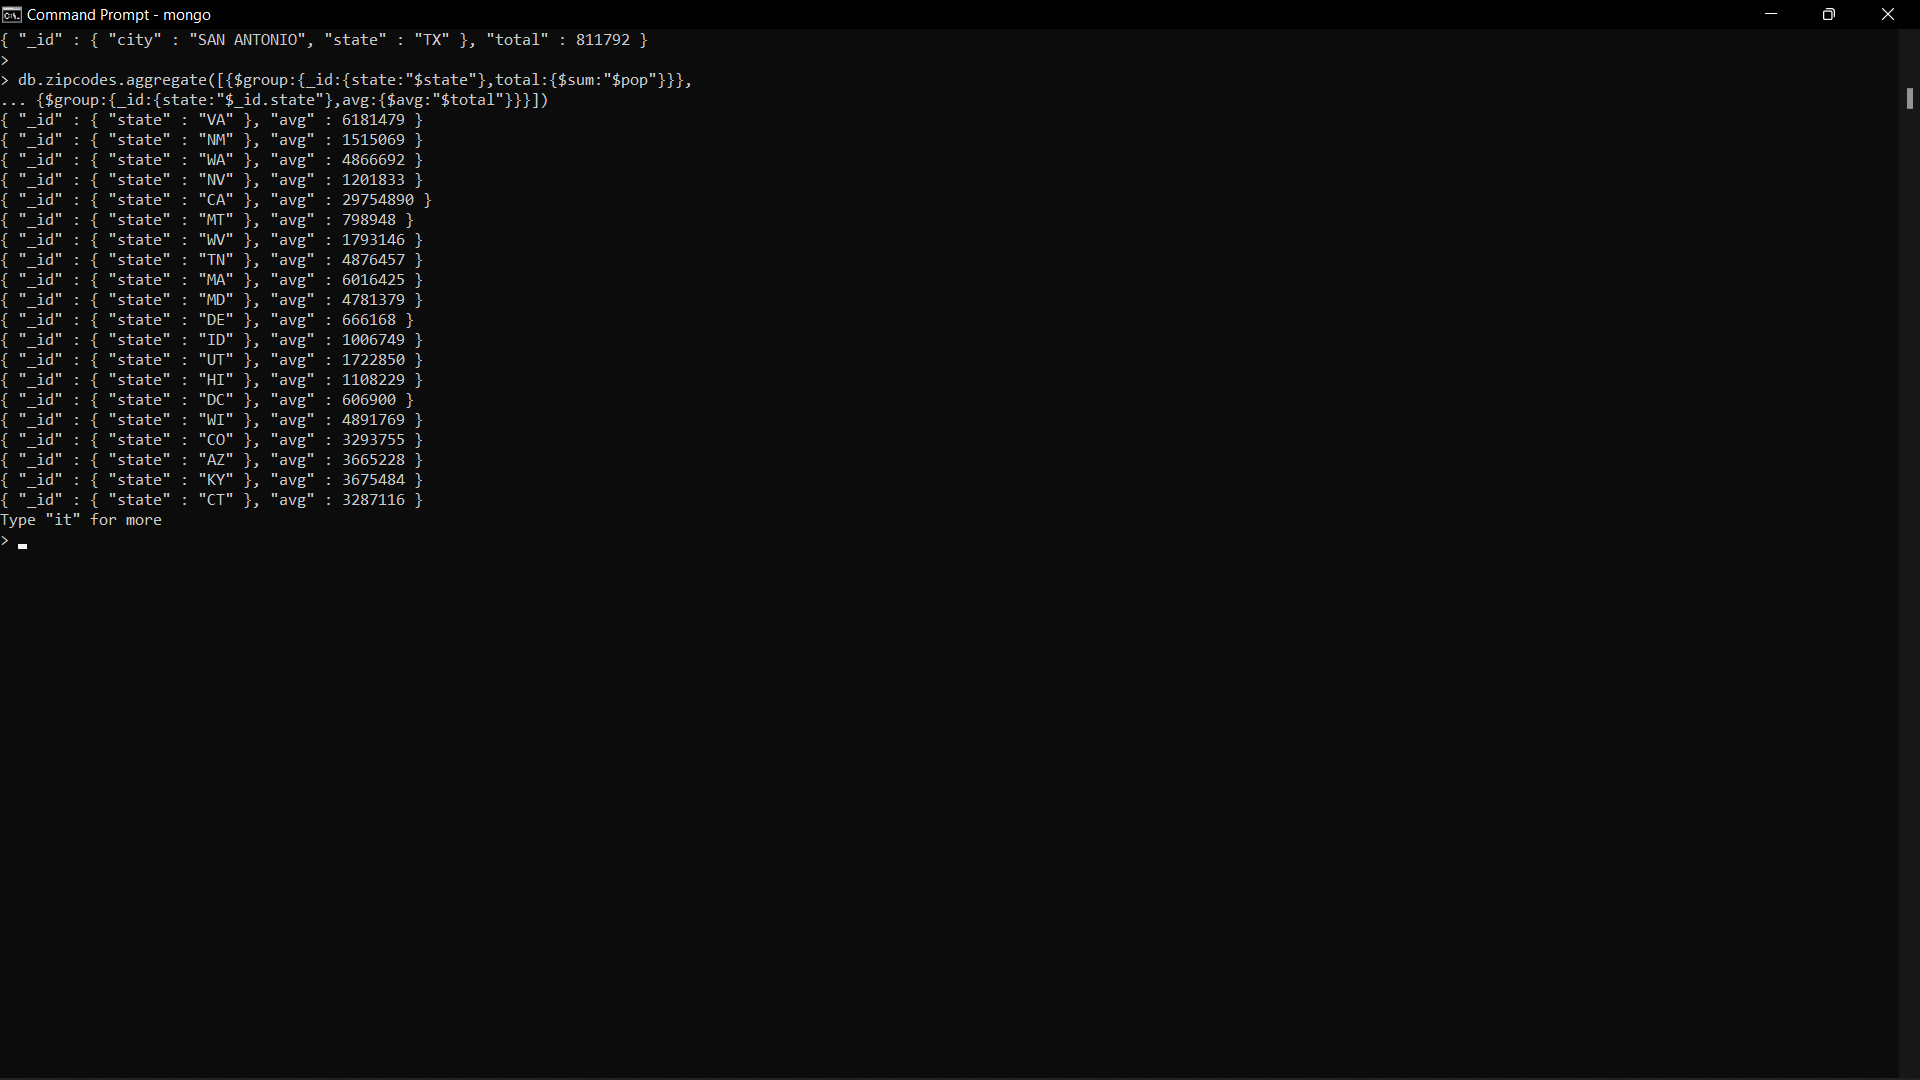 Command Prompt - mongo
{ "_id" : { "city" : "SAN ANTONIO", "state" : "TX" }, "total" : 811792 }
>
> db.zipcodes.aggregate([{$group:{_id:{state:"$state"},total:{$sum:"$pop"}}},
... {$group:{_id:{state:"$_id.state"},avg:{$avg:"$total"}}}])
{ "_id" : { "state" : "VA" }, "avg" : 6181479 }
{ "_id" : { "state" : "NM" }, "avg" : 1515069 }
{ "_id" : { "state" : "WA" }, "avg" : 4866692 }
{ "_id" : { "state" : "NV" }, "avg" : 1201833 }
{ "_id" : { "state" : "CA" }, "avg" : 29754890 }
{ "_id" : { "state" : "MT" }, "avg" : 798948 }
{ "_id" : { "state" : "WV" }, "avg" : 1793146 }
{ "_id" : { "state" : "TN" }, "avg" : 4876457 }
{ "_id" : { "state" : "MA" }, "avg" : 6016425 }
{ "_id" : { "state" : "MD" }, "avg" : 4781379 }
{ "_id" : { "state" : "DE" }, "avg" : 666168 }
{ "_id" : { "state" : "ID" }, "avg" : 1006749 }
{ "_id" : { "state" : "UT" }, "avg" : 1722850 }
{ "_id" : { "state" : "HI" }, "avg" : 1108229 }
{ "_id" : { "state" : "DC" }, "avg" : 606900 }
{ "_id" : { "state" : "WI" }, "avg" : 4891769 }
{ "_id" : { "state" : "CO" }, "avg" : 3293755 }
{ "_id" : { "state" : "AZ" }, "avg" : 3665228 }
{ "_id" : { "state" : "KY" }, "avg" : 3675484 }
{ "_id" : { "state" : "CT" }, "avg" : 3287116 }
Type "it" for more
>